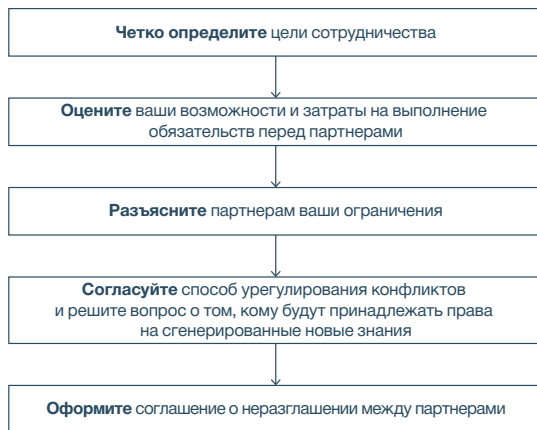 Четко определите цели сотрудничества
Оцените ваши возможности и затраты на выполнение
обязательств перед партнерами
Разъясните партнерам ваши ограничения
Согласуйте способ урегулирования конфликтов
и решите вопрос о том, кому будут принадлежать права
на сгенерированные новые знания
Оформите соглашение о неразглашении между партнерами